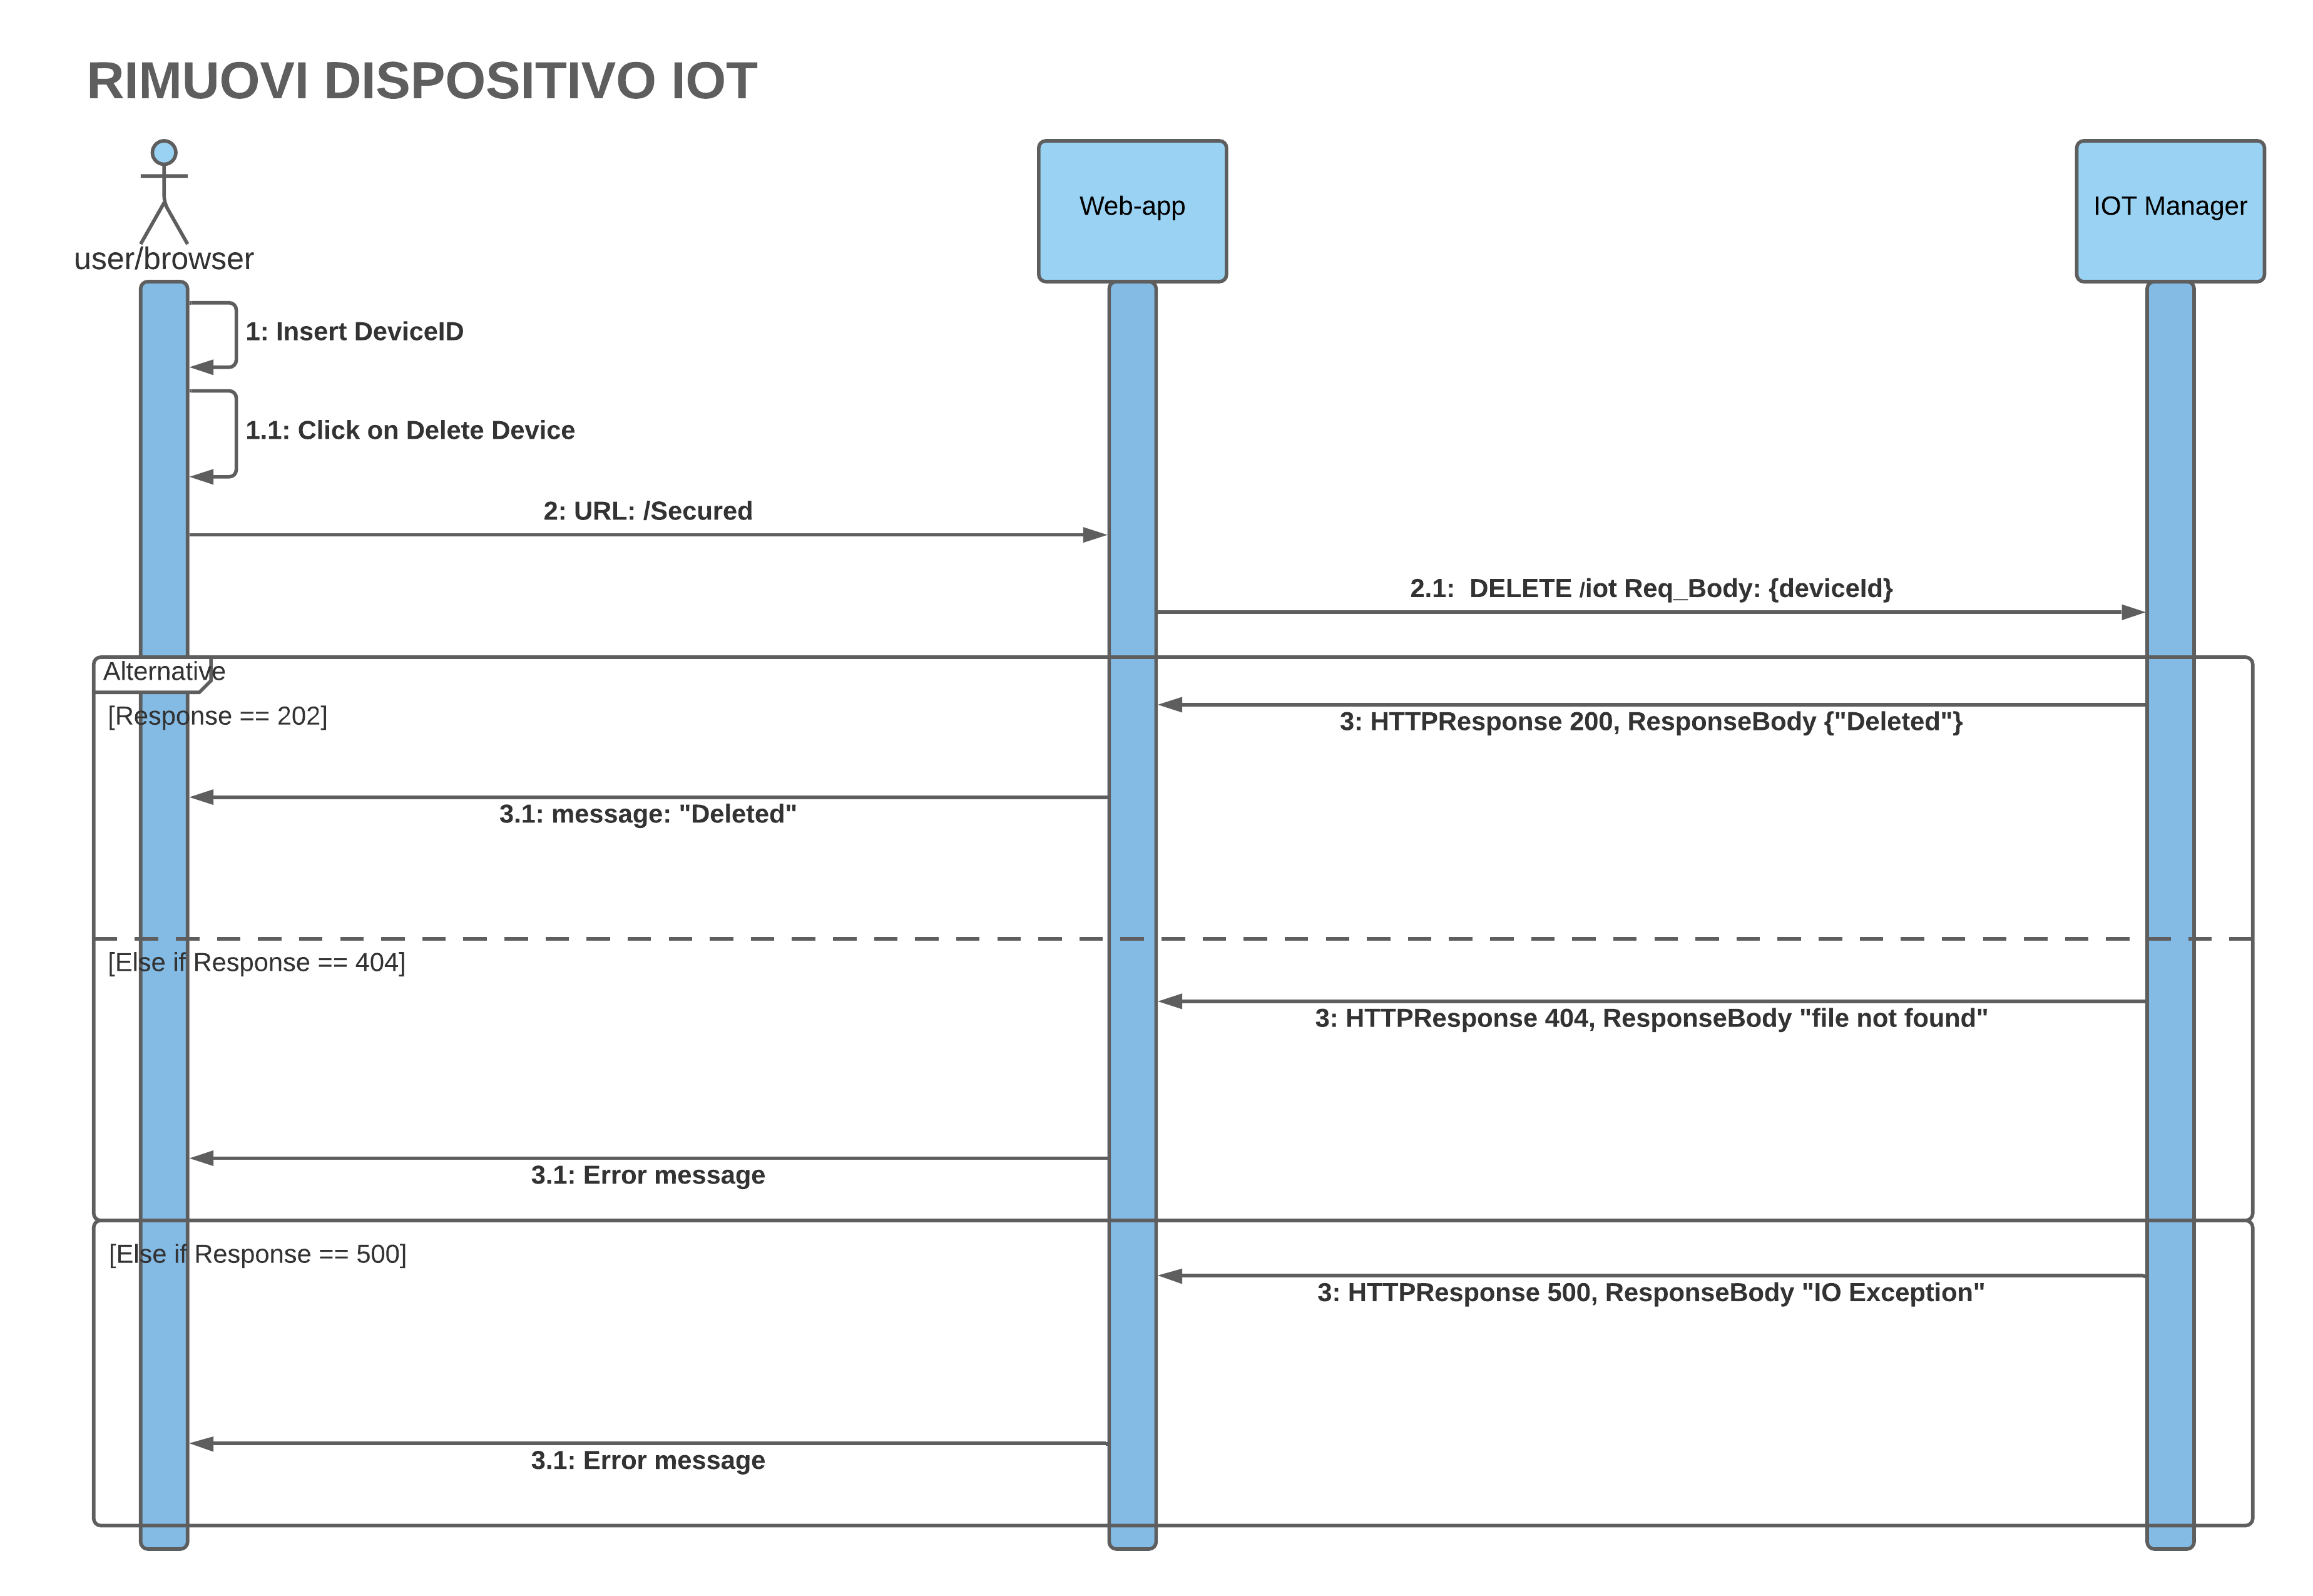 RIMUOVI DISPOSITIVO IOT
user/browser
Web-app
IOT Manager
1: Insert DeviceID
1.1: Click on Delete Device
2: URL: /Secured
2.1:  DELETE /iot Req_Body: {deviceId}
Alternative
[Response == 202]
3: HTTPResponse 200, ResponseBody {"Deleted"}
3.1: message: "Deleted"
[Else if Response == 404]
3: HTTPResponse 404, ResponseBody "file not found"
3.1: Error message
[Else if Response == 500]
3: HTTPResponse 500, ResponseBody "IO Exception"
3.1: Error message